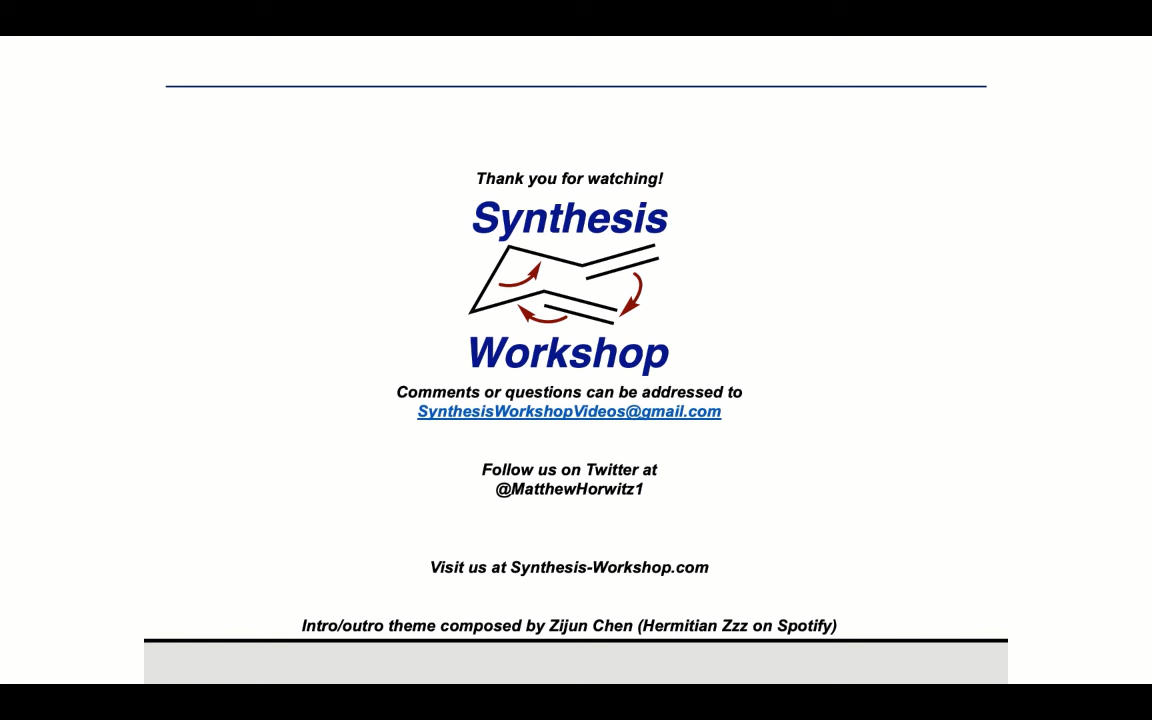 Thank you for watching!
Synthesis
Workshop
Comments or questions can be addressed to
SynthesisWorkshopVideos@gmail.com
Follow us on Twitter at
@MatthewHorwitz1
Visit us at Synthesis-Workshop.com
Intro/outro theme composed by Zijun Chen (Hermitian Zzz on Spotify)